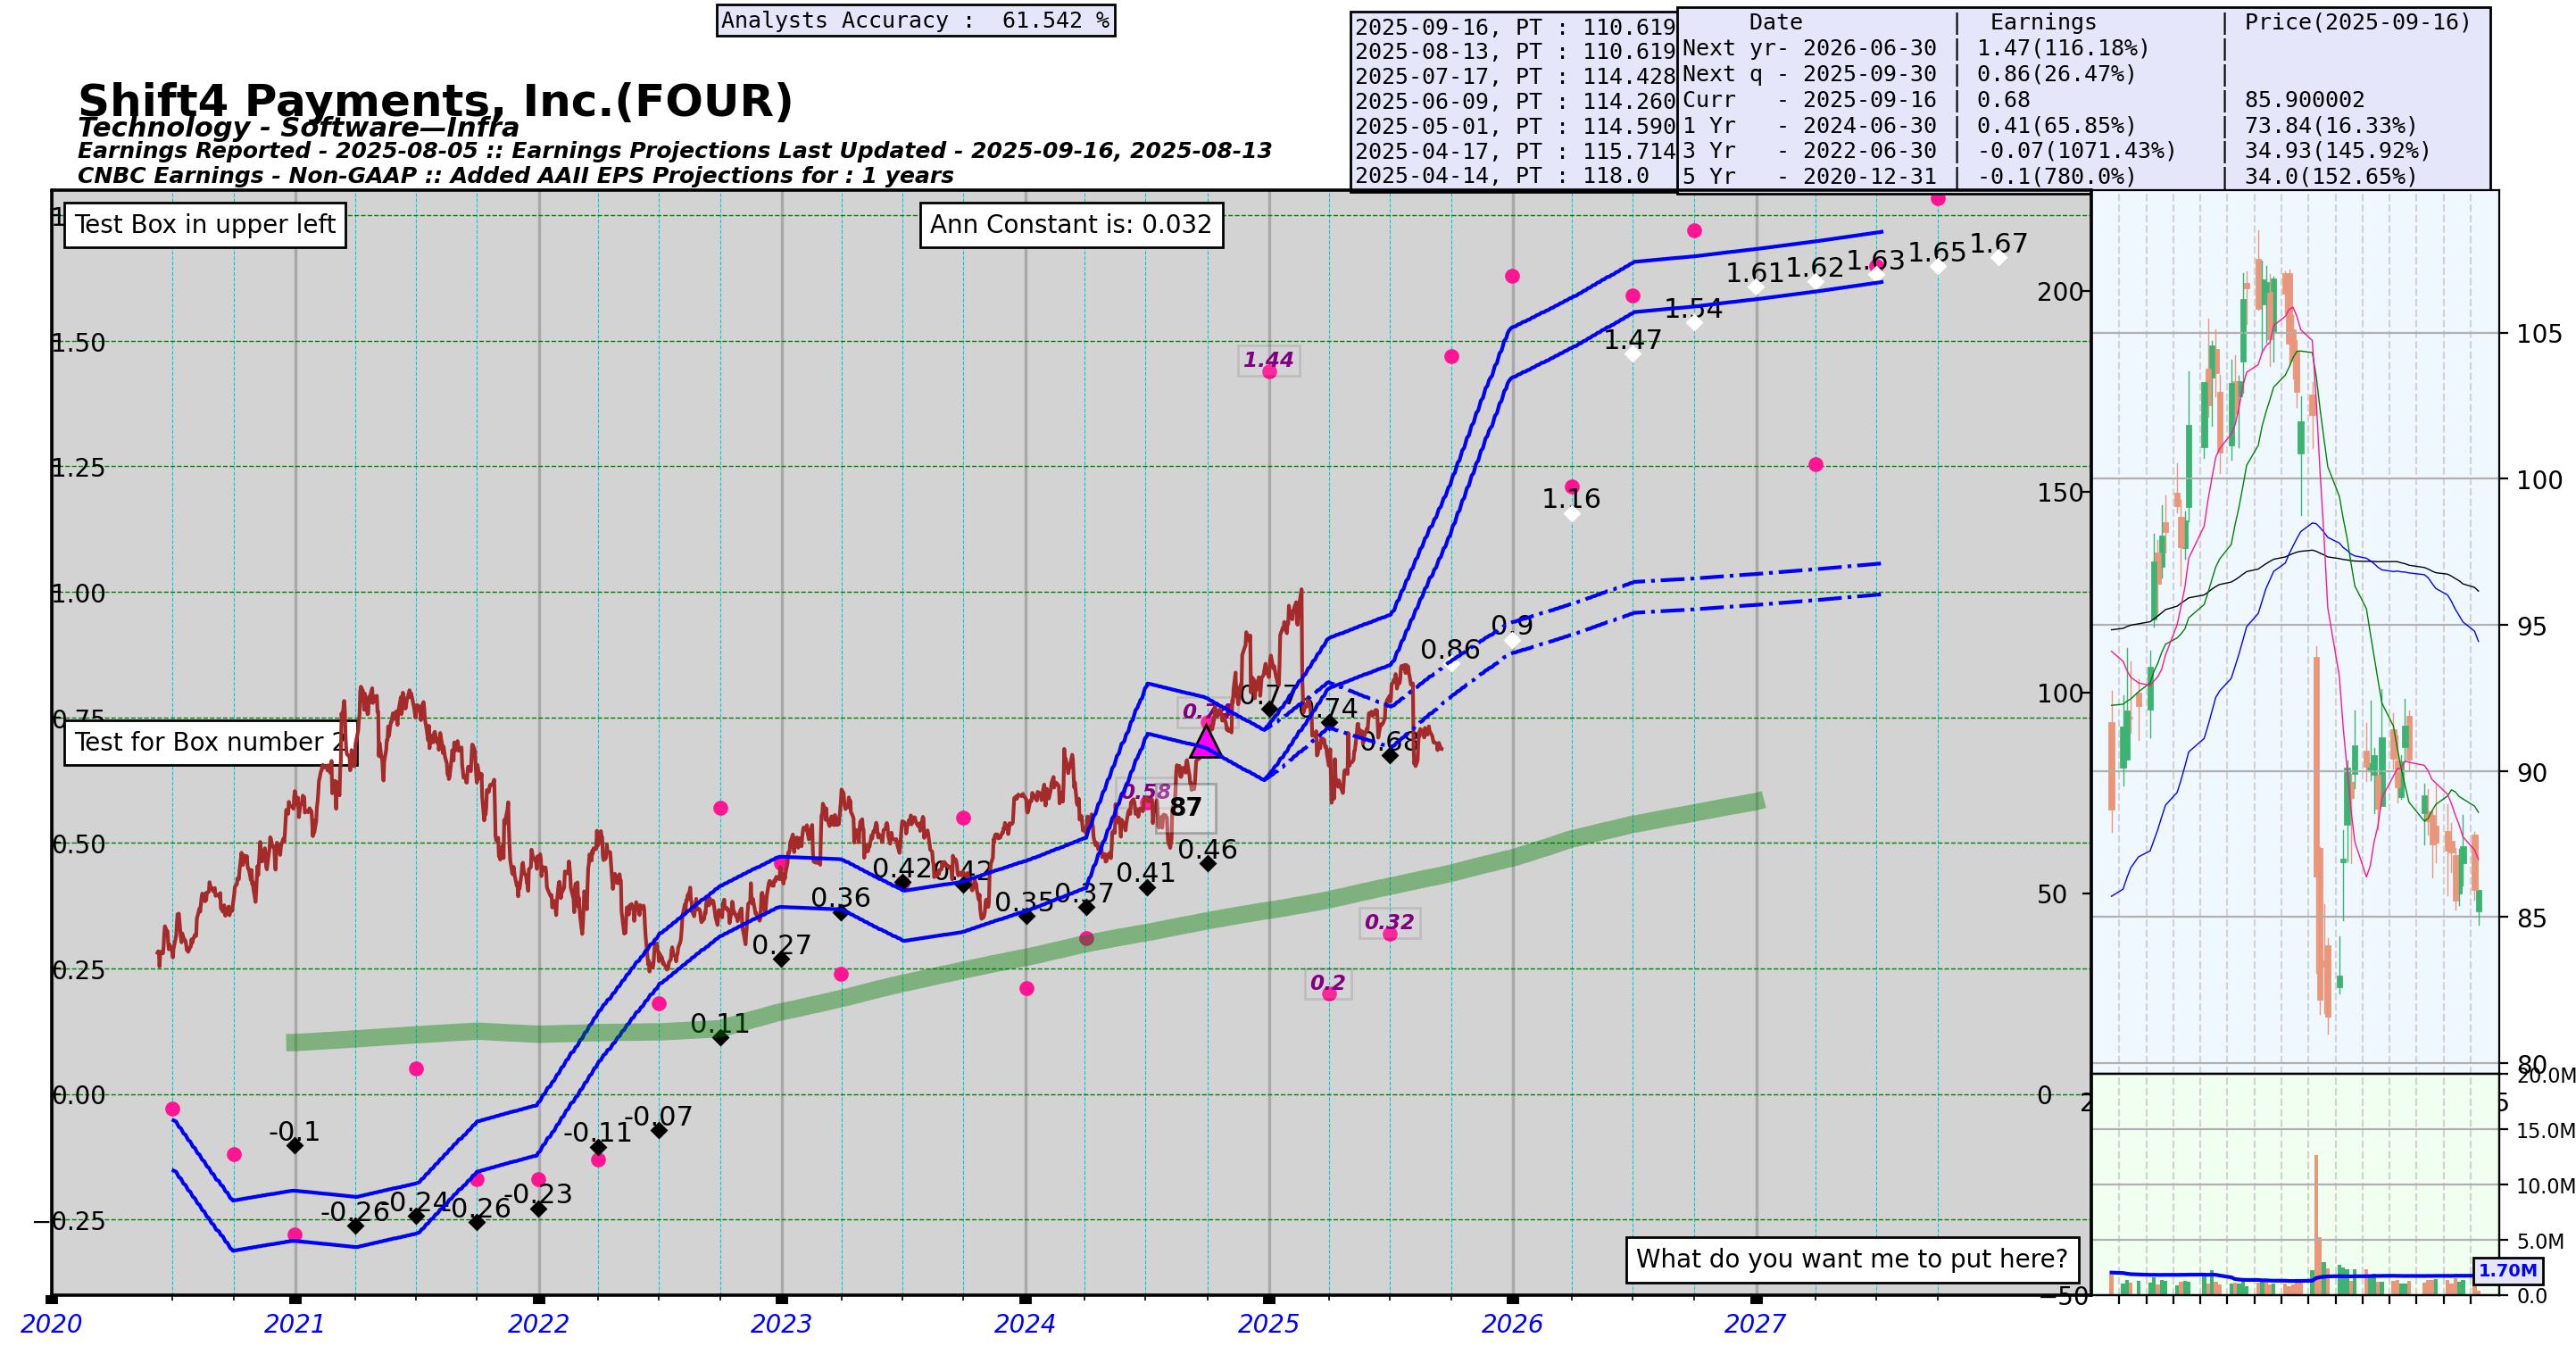 Analysts Accuracy :  61.542 %
2025-09-16, PT : 110.619
2025-08-13, PT : 110.619
2025-07-17, PT : 114.428
2025-06-09, PT : 114.260
2025-05-01, PT : 114.590
2025-04-17, PT : 115.714
2025-04-14, PT : 118.0
Date | Earnings | Price(2025-09-16)
Next yr- 2026-06-30 | 1.47(116.18%) |
Next q - 2025-09-30 | 0.86(26.47%) |
Curr - 2025-09-16 | 0.68 | 85.900002
1 Yr - 2024-06-30 | 0.41(65.85%) | 73.84(16.33%)
3 Yr - 2022-06-30 | -0.07(1071.43%) | 34.93(145.92%)
5 Yr - 2020-12-31 | -0.1(780.0%) | 34.0(152.65%)
Shift4 Payments, Inc.(FOUR)
Technology - Software—Infra
Earnings Reported - 2025-08-05 :: Earnings Projections Last Updated - 2025-09-16, 2025-08-13
CNBC Earnings - Non-GAAP :: Added AAII EPS Projections for : 1 years
Test Box in upper left
Ann Constant is: 0.032
Test for Box number 2
What do you want me to put here?
1.50
1.25
1.00
0.75
0.50
0.25
0.00
−0.25
-0.1
-0.26
-0.24
-0.26
-0.23
-0.11
-0.07
0.11
0.27
0.36
0.42
0.42
0.35
0.37
0.41
0.46
0.77
0.74
0.68
0.86
0.9
1.16
1.47
1.54
1.61
1.62
1.63
1.65
1.67
0.58
87
1.44
0.2
0.32
200
150
100
50
0
−50
105
100
95
90
85
80
20.0M
15.0M
10.0M
5.0M
1.70M
0.0
2020
2021
2022
2023
2024
2025
2026
2027